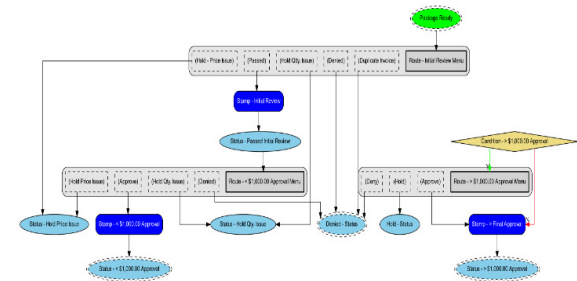 Package Ready
(Hold - Price Issue) (Passed) (Hold Qty. Issue) (Denied) (Duplicate Invoice) Route - Initial Review Menu
Stamp - Initial Review
Status - Passed Initial Review
Condition - > $1,000.00 Approval
(Hold Price Issue) (Approve) (Hold Qty. Issue) (Denied) Route - < $1,000.00 Approval Menu
(Deny) (Hold) (Approve) Route - > $1,000.00 Approval Menu
Status - Hold Price Issue
Stamp - < $1,000.00 Approval
Status - Hold Qty. Issue
Denied - Status
Hold - Status
Stamp - > Final Approval
Status - < $1,000.00 Approval
Status - > $1,000.00 Approval